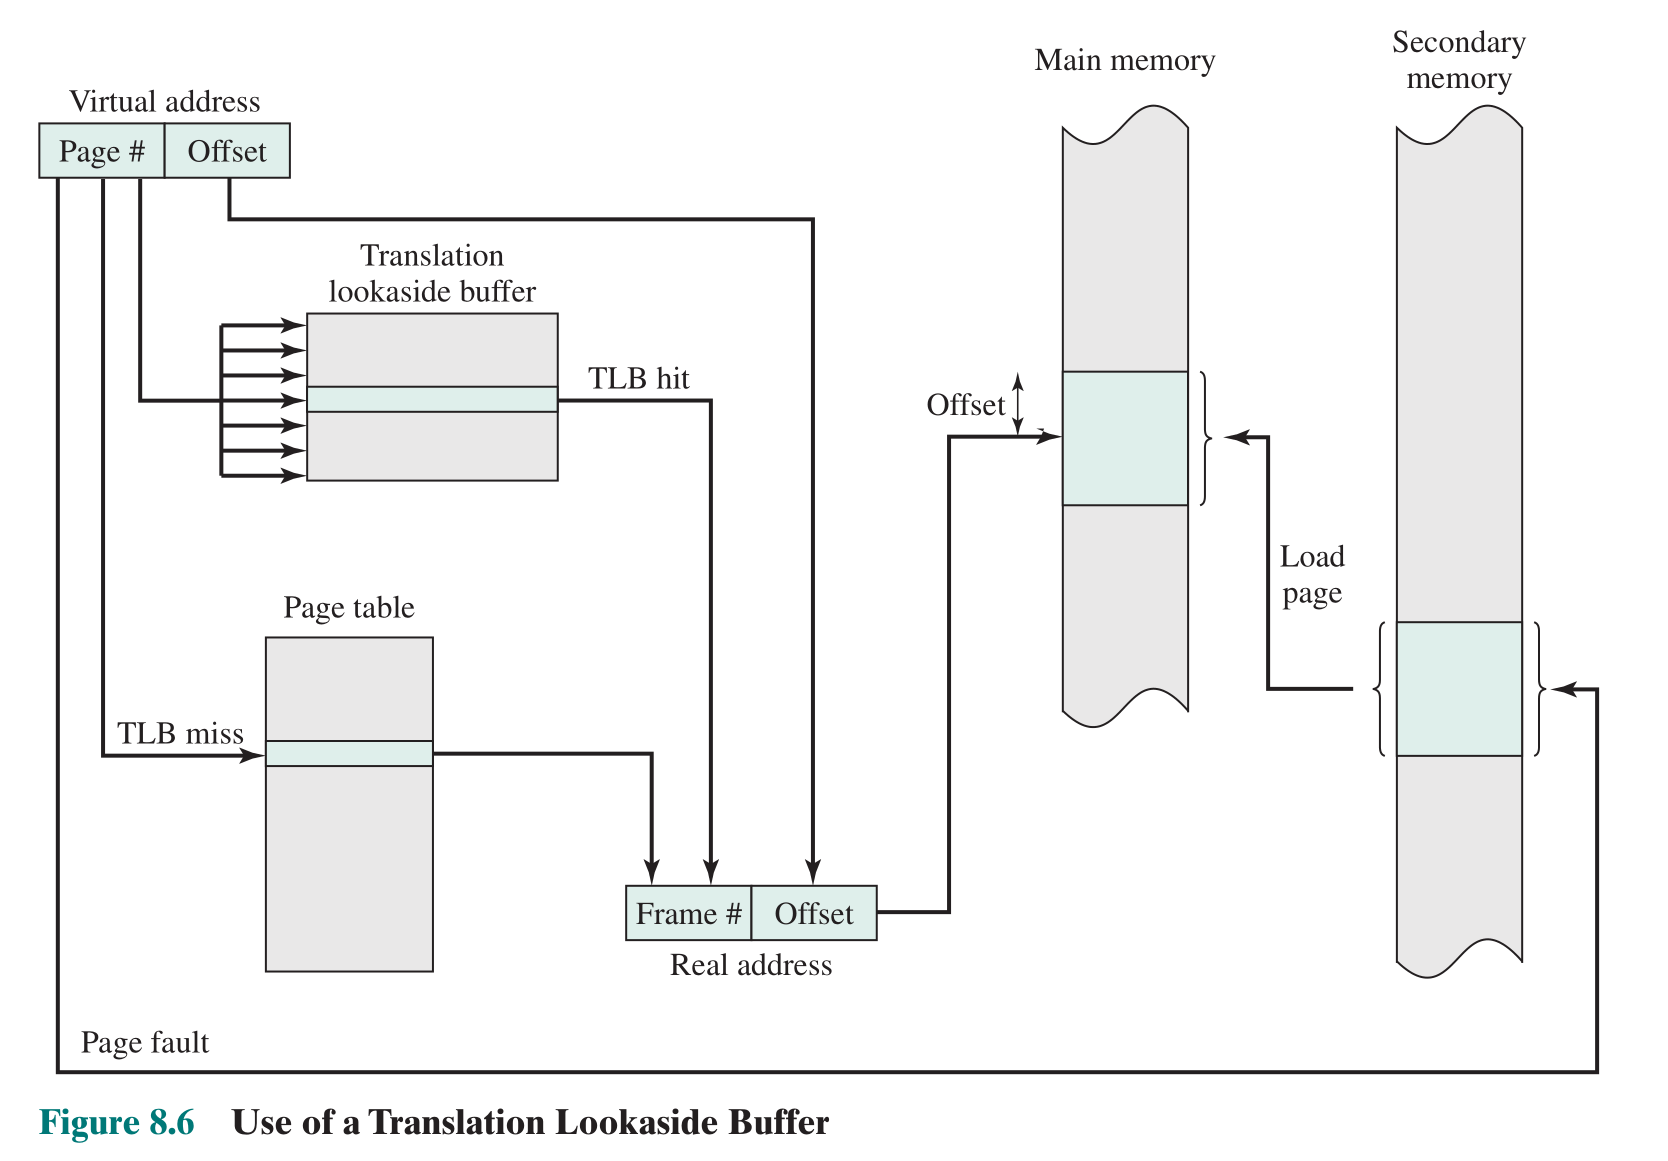 Main memory
Secondary
memory
Virtual address
Page #
Offset
Translation
lookaside buffer
TLB hit
Offset
Load
page
Page table
TLB miss
Frame #
Offset
Real address
Page fault
Figure 8.6 Use of a Translation Lookaside Buffer